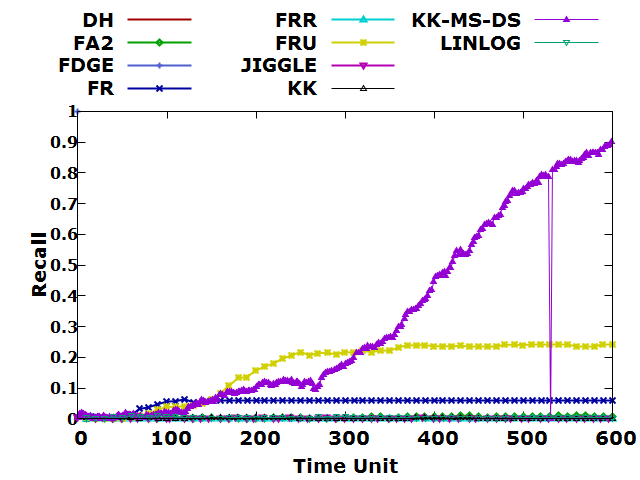 DH FRR KK-MS-DS
FA2 FRU LINLOG
FDGE JIGGLE
FR KK
1
0.9
0.8
0.7
0.6
0.5
0.4
0.3
0.2
0.1
0
Recall
0 100 200 300 400 500 600
Time Unit